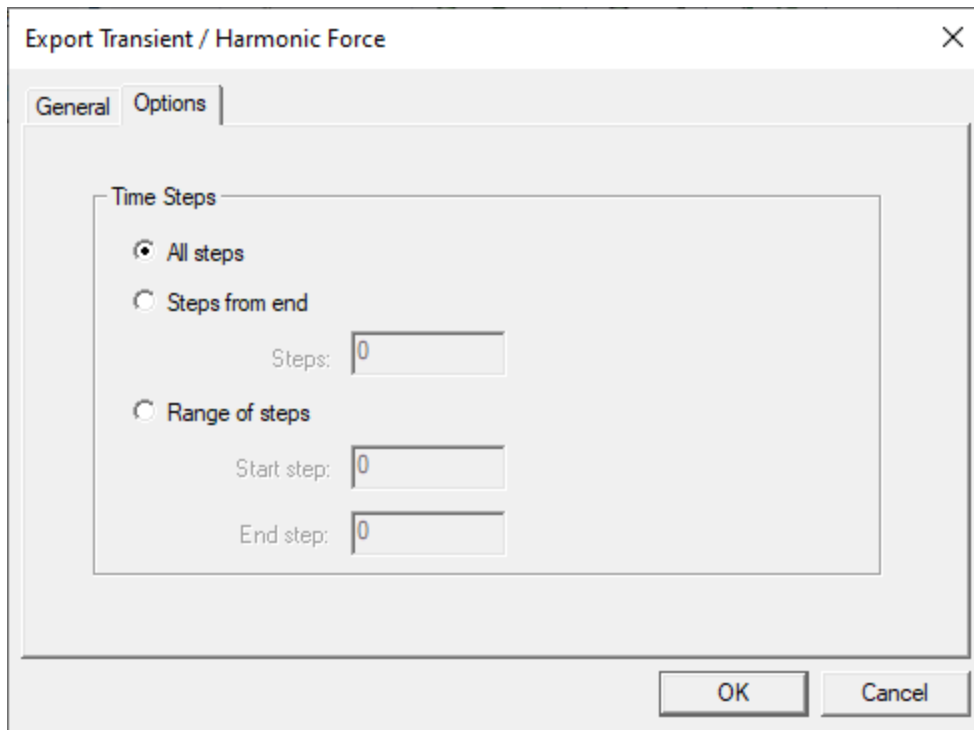 Export Transient / Harmonic Force
General Options
Time Steps
All steps
Steps from end
Steps: 0
Range of steps
Start step: 0
End step: 0
OK Cancel